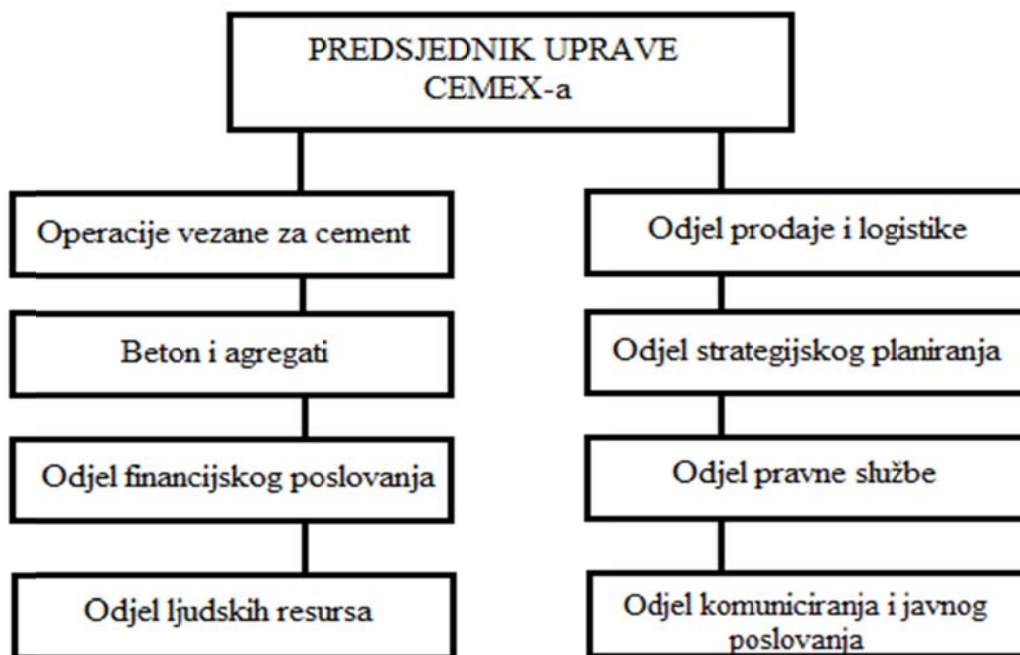 PREDSJEDNIK UPRAVE
CEMEX-a
Operacije vezane za cement
Beton i agregati
Odjel financijskog poslovanja
Odjel ljudskih resursa
Odjel prodaje i logistike
Odjel strategijskog planiranja
Odjel pravne službe
Odjel komuniciranja i javnog
poslovanja